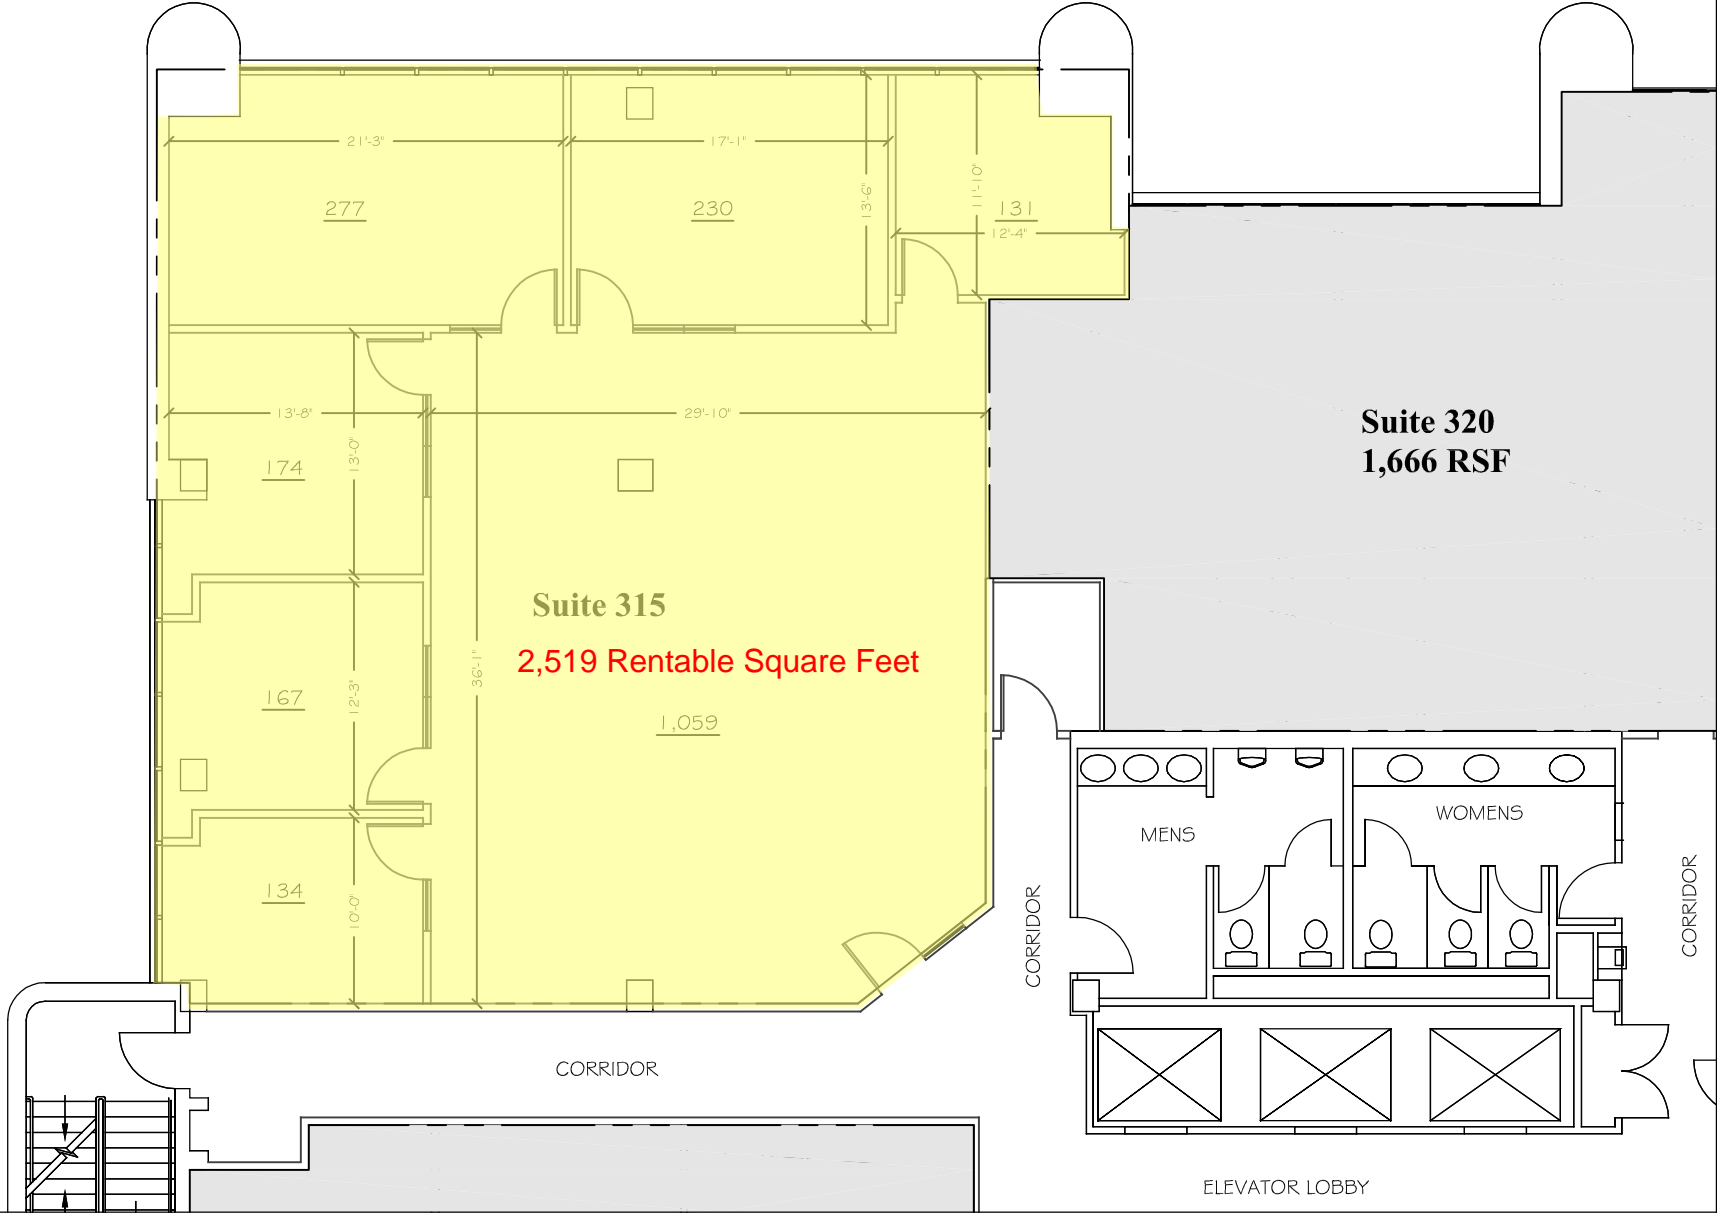 21'-3"
17'-1"
13'-6"
11'-10"
277
230
131
12'-4"
13'-8"
29'-10"
Suite 320
1,666 RSF
13'-0"
174
Suite 315
2,519 Rentable Square Feet
36'-1"
167
12'-3"
1,059
MENS
WOMENS
134
10'-0"
CORRIDOR
CORRIDOR
CORRIDOR
ELEVATOR LOBBY